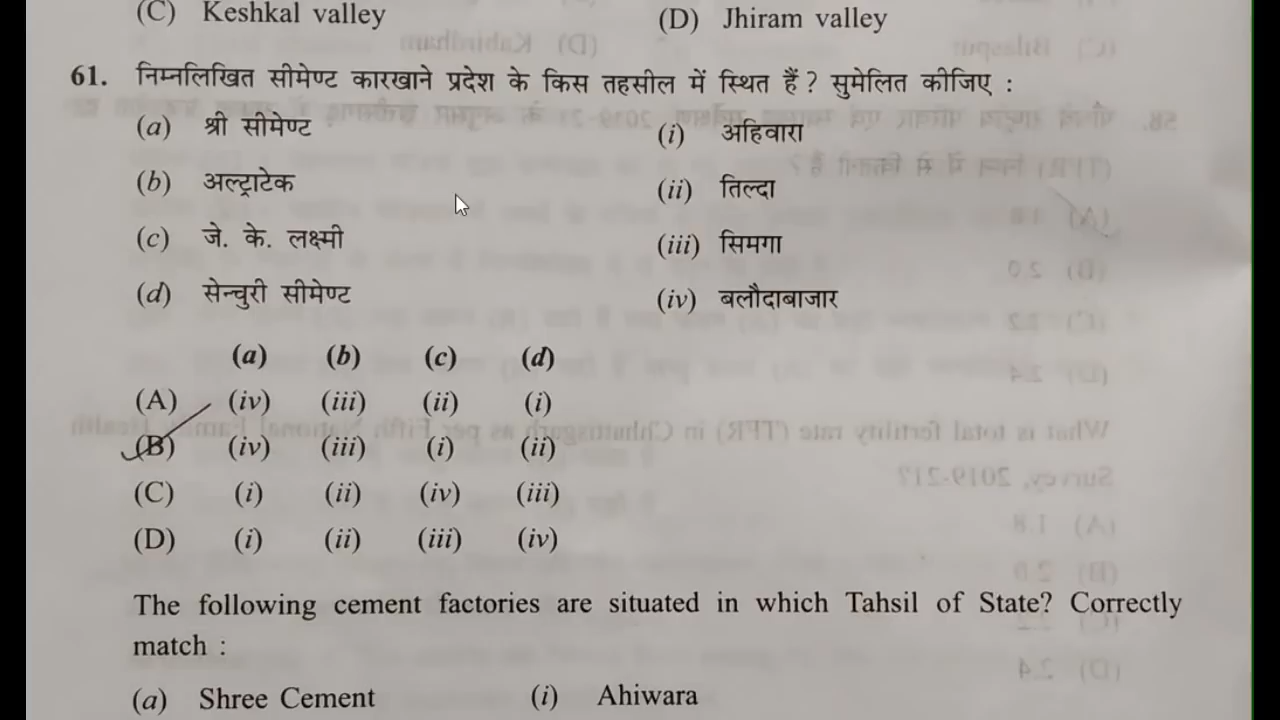 (C) Keshkal valley (D) Jhiram valley
61. निम्नलिखित सीमेण्ट कारखाने प्रदेश के किस तहसील में स्थित हैं ? सुमेलित कीजिए :
(a) श्री सीमेण्ट (i) अहिवारा
(b) अल्ट्राटेक (ii) तिल्दा
(c) जे. के. लक्ष्मी (iii) सिमगा
(d) सेन्चुरी सीमेण्ट (iv) बलौदाबाजार
(a) (b) (c) (d)
(A) (iv) (iii) (ii) (i)
(B) (iv) (iii) (i) (ii)
(C) (i) (ii) (iv) (iii)
(D) (i) (ii) (iii) (iv)
The following cement factories are situated in which Tahsil of State? Correctly
match :
(a) Shree Cement (i) Ahiwara